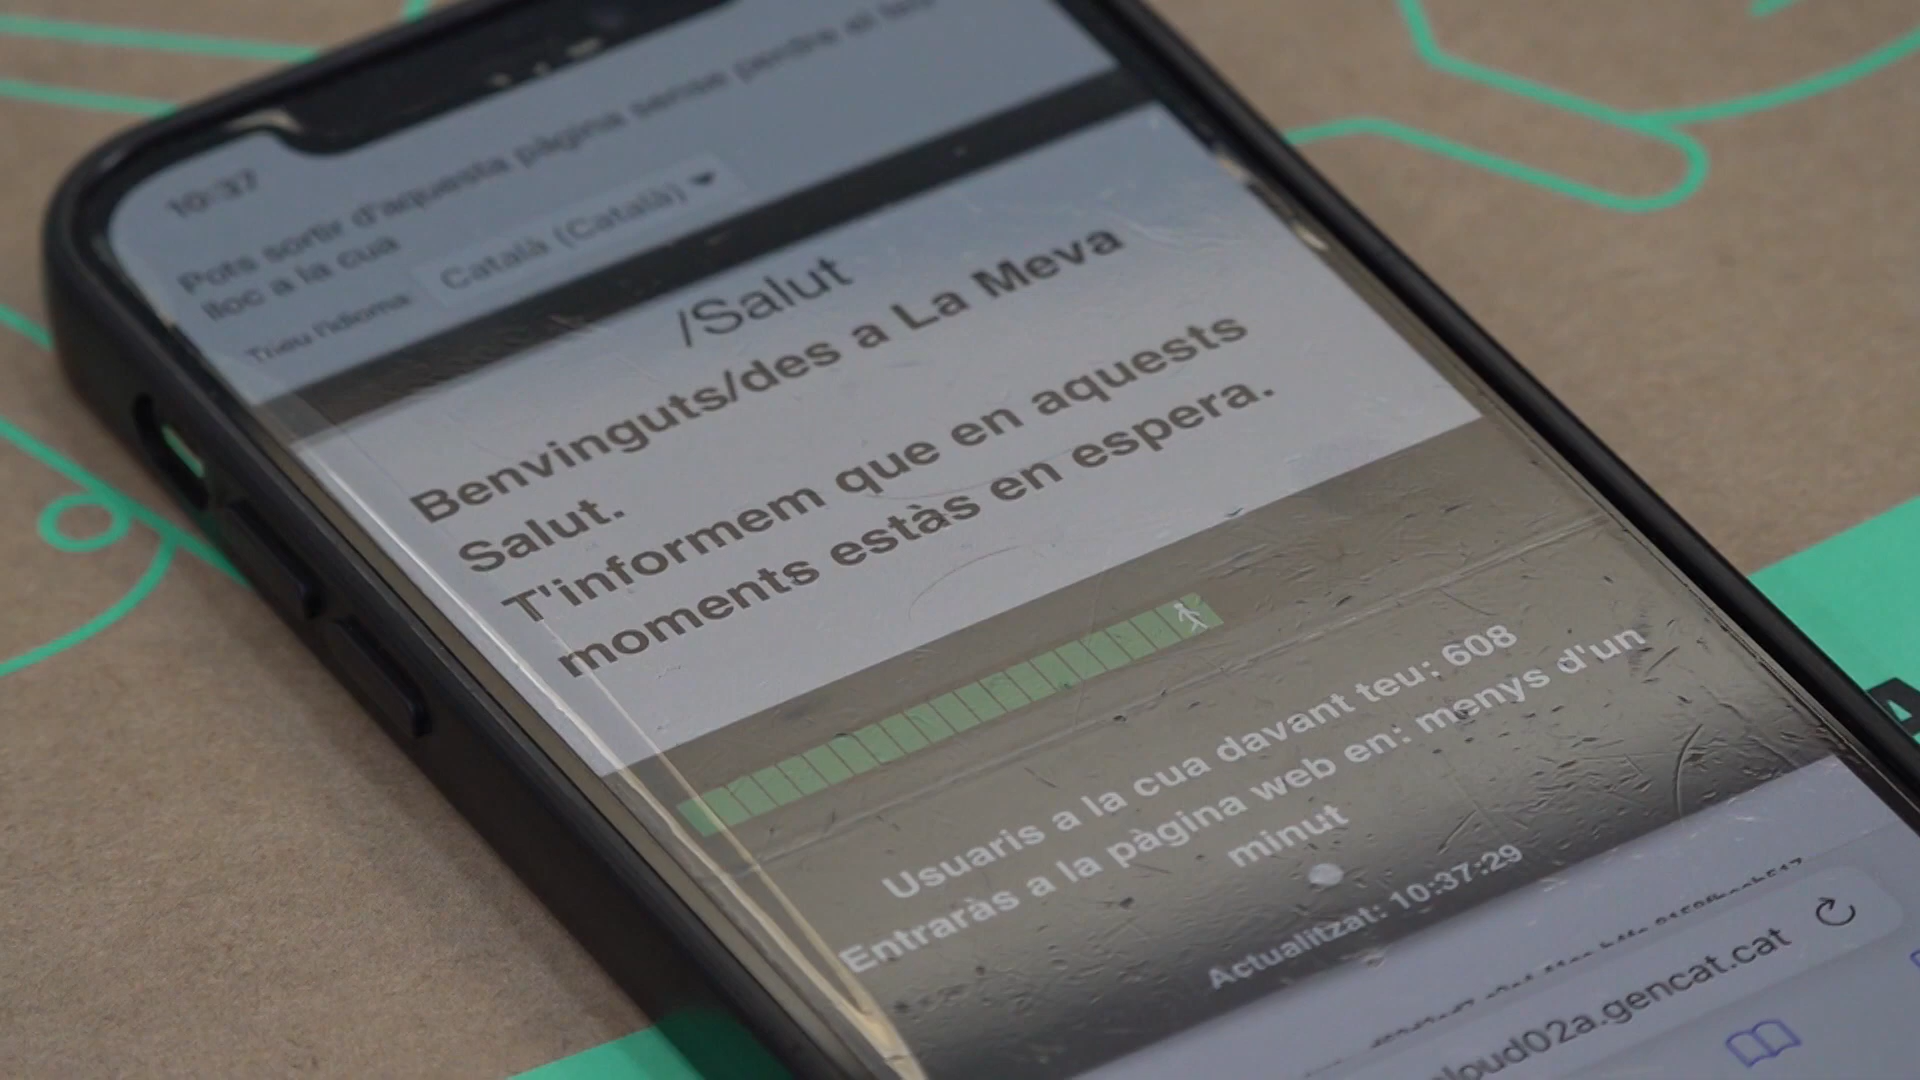 10:37
Pots sortir d'aquesta pàgina sense perdre el teu
lloc a la cua
Trieu l'idioma: Català (Català)
/Salut
Benvinguts/des a La Meva
Salut.
T'informem que en aquests
moments estàs en espera.
Usuaris a la cua davant teu: 608
Entraràs a la pàgina web en: menys d'un
minut
Actualitzat: 10:37:29
loud02a.gencat.cat
A